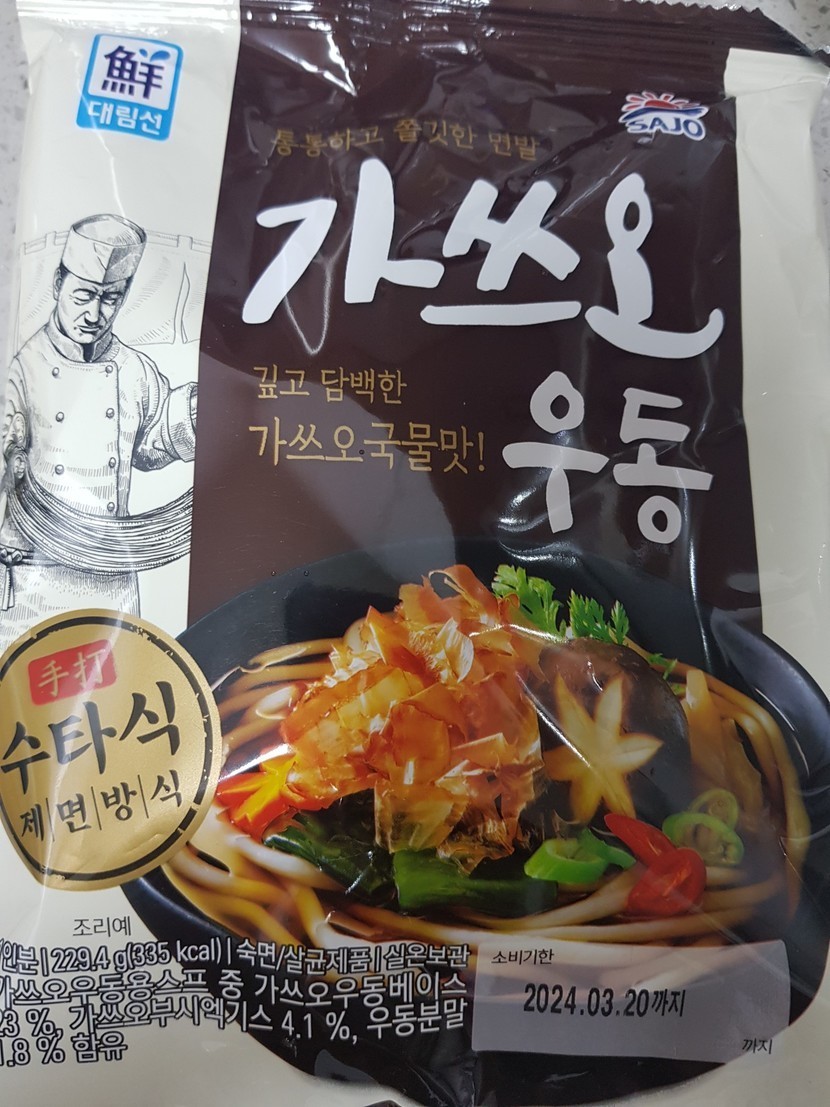 鮮
대림선
SAJO
통통하고 쫄깃한 면발
가쓰오
우동
깊고 담백한
가쓰오국물맛!
手打
수타식
제|면|방|식
조리예
인분 | 229.4 g(335 kcal) | 숙면/살균제품 | 실온보관
가쓰오우동용스프 중 가쓰오우동베이스
23 %, 가쓰오부시엑기스 4.1 %, 우동분말
1.8 % 함유
소비기한
2024.03.20까지
까지